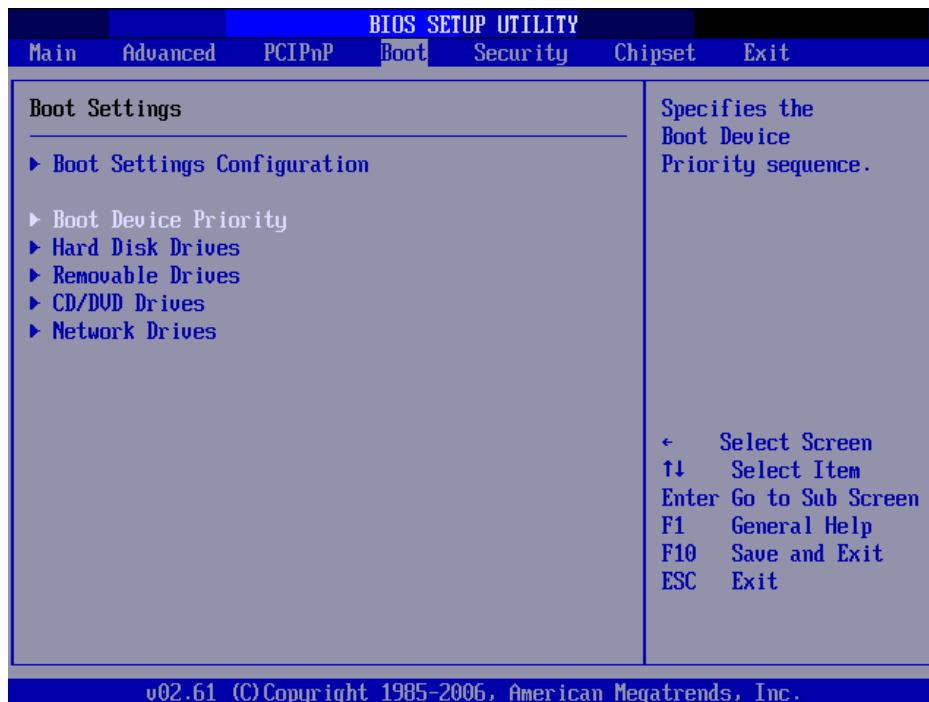 BIOS SETUP UTILITY
Main Advanced PCIPnP Boot Security Chipset Exit
Boot Settings
▶ Boot Settings Configuration
▶ Boot Device Priority
▶ Hard Disk Drives
▶ Removable Drives
▶ CD/DVD Drives
▶ Network Drives
Specifies the
Boot Device
Priority sequence.
← Select Screen
↑↓ Select Item
Enter Go to Sub Screen
F1 General Help
F10 Save and Exit
ESC Exit
v02.61 (C)Copyright 1985-2006, American Megatrends, Inc.